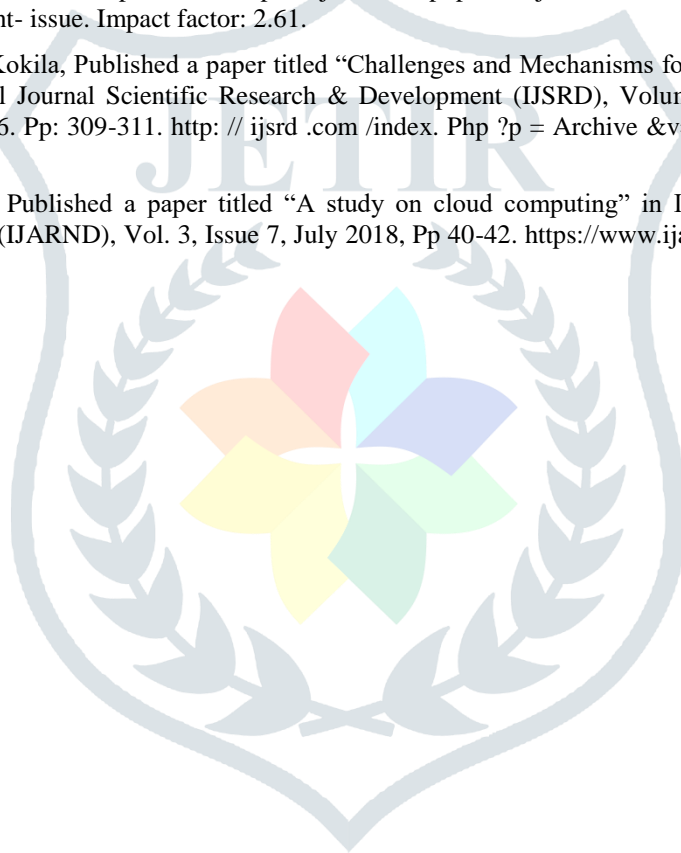 nt- issue. Impact factor: 2.61.
Kokila, Published a paper titled “Challenges and Mechanisms fo
l Journal Scientific Research & Development (IJSRD), Volum
6. Pp: 309-311. http: // ijsrd .com /index. Php ?p = Archive &v
Published a paper titled “A study on cloud computing” in I
(IJARND), Vol. 3, Issue 7, July 2018, Pp 40-42. https://www.ija
JETIR